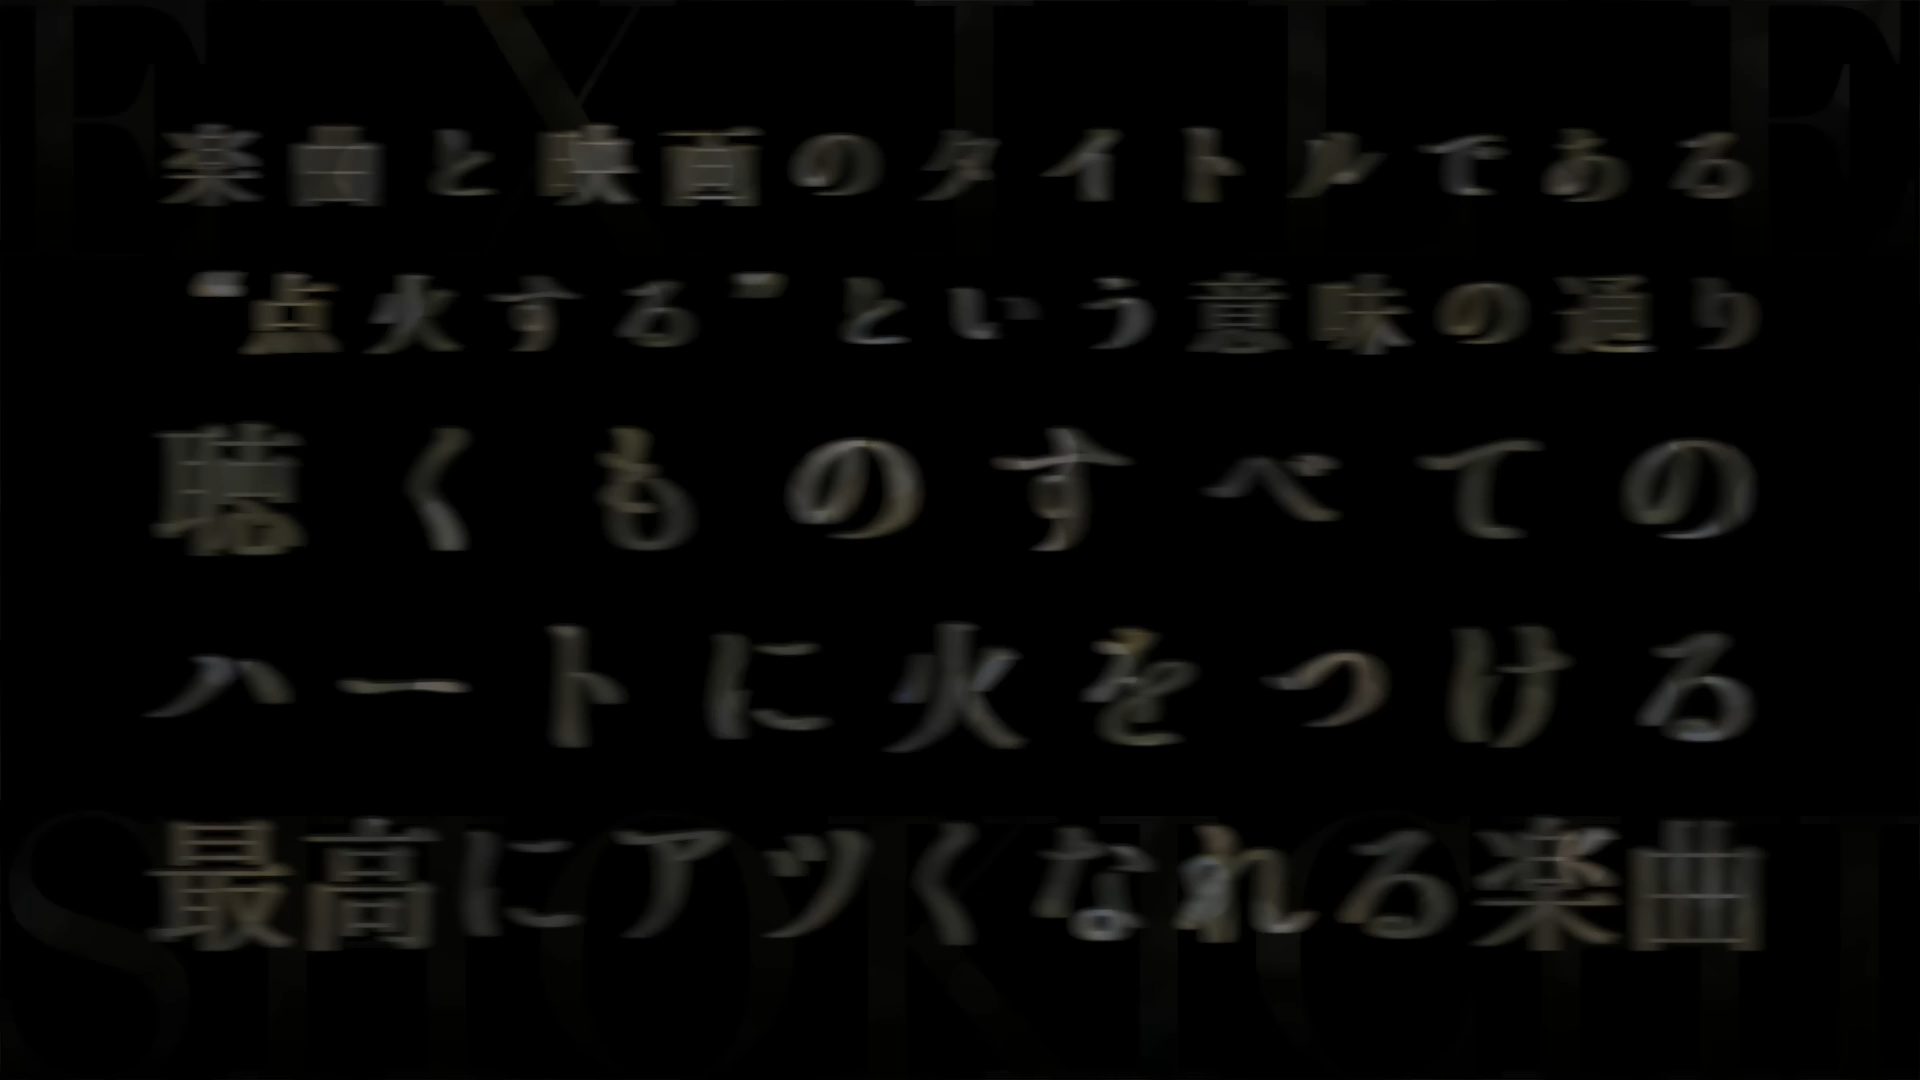 EXILE
楽曲と映画のタイトルである
“点火する”という意味の通り
聴くものすべての
ハートに火をつける
最高にアツくなれる楽曲